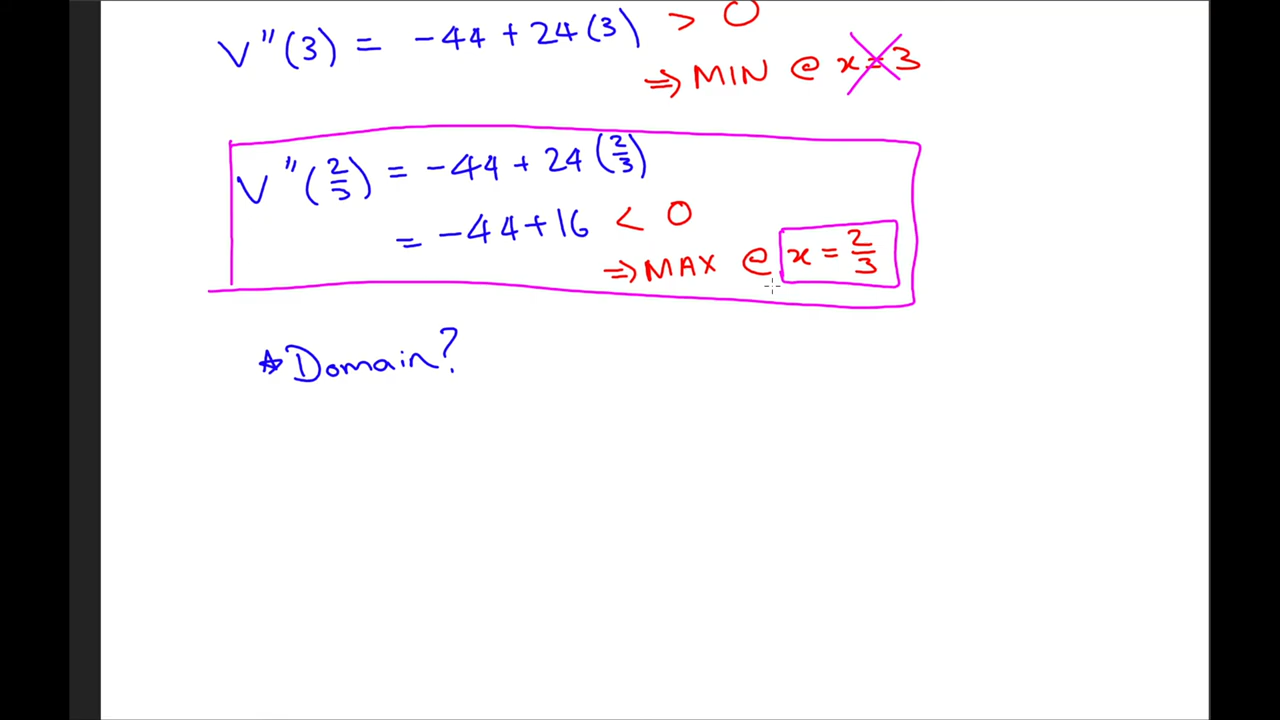 V"(3) = -44 + 24(3) > 0
⇒ MIN @ x = 3
V"(2/3) = -44 + 24(2/3)
= -44 + 16 < 0
⇒ MAX @ x = 2/3
* Domain?